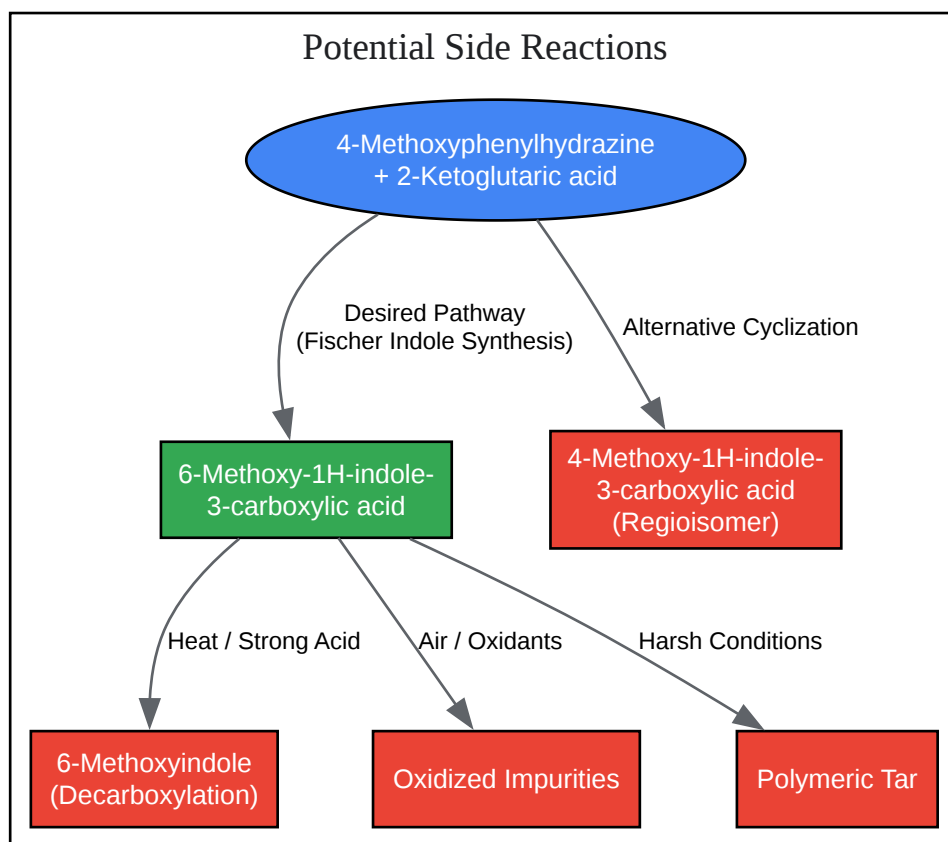 Potential Side Reactions
4-Methoxyphenylhydrazine
+ 2-Ketoglutaric acid
Desired Pathway
(Fischer Indole Synthesis)
Alternative Cyclization
6-Methoxy-1H-indole-
3-carboxylic acid
4-Methoxy-1H-indole-
3-carboxylic acid
(Regioisomer)
Heat / Strong Acid
Air / Oxidants
Harsh Conditions
6-Methoxyindole
(Decarboxylation)
Oxidized Impurities
Polymeric Tar